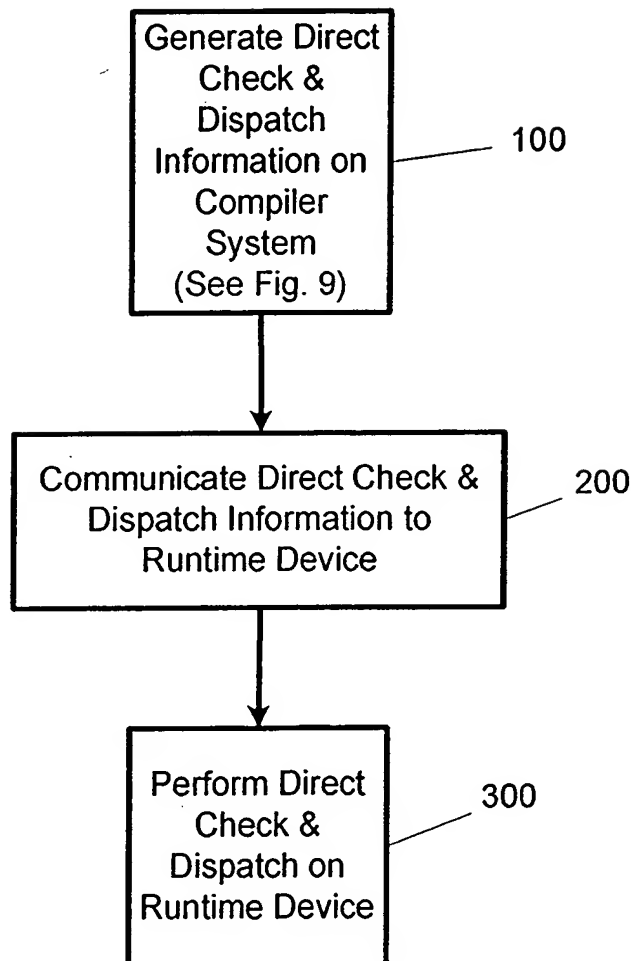 Generate Direct
Check &
Dispatch
Information on
Compiler
System
(See Fig. 9)
100
Communicate Direct Check &
Dispatch Information to
Runtime Device
200
Perform Direct
Check &
Dispatch on
Runtime Device
300